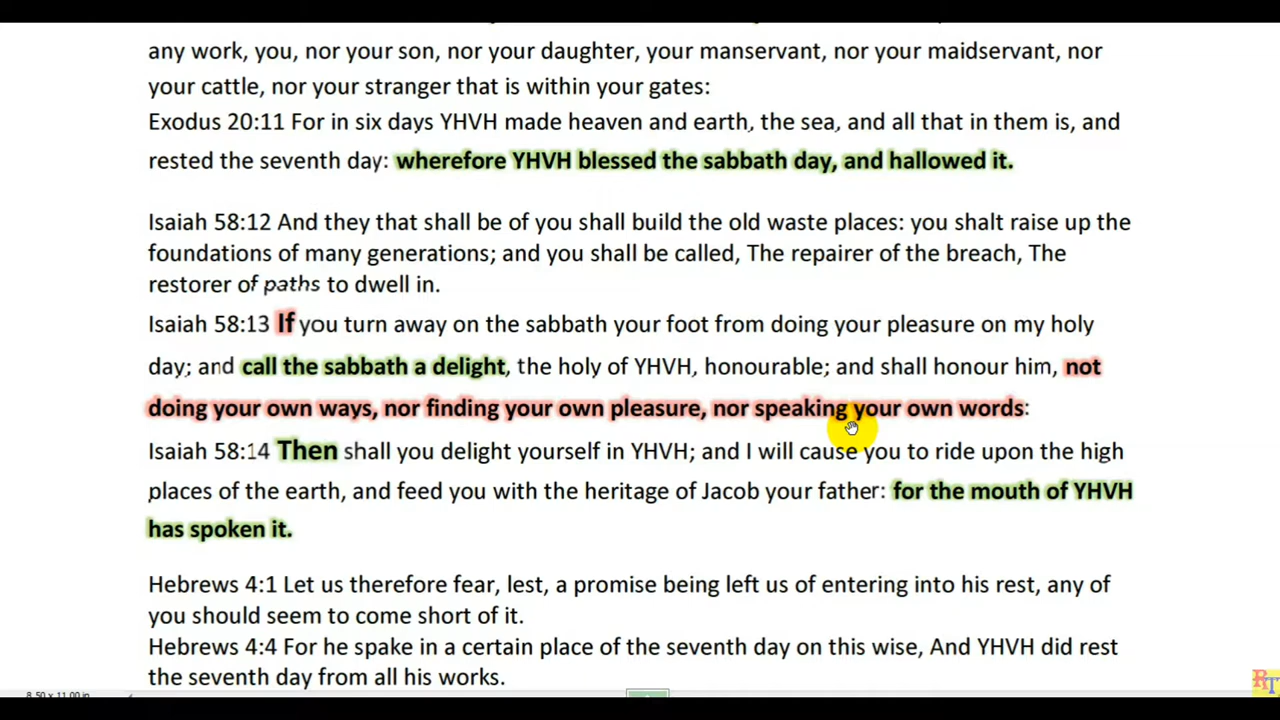 any work, you, nor your son, nor your daughter, your manservant, nor your maidservant, nor
your cattle, nor your stranger that is within your gates:
Exodus 20:11 For in six days YHVH made heaven and earth, the sea, and all that in them is, and
rested the seventh day: wherefore YHVH blessed the sabbath day, and hallowed it.
Isaiah 58:12 And they that shall be of you shall build the old waste places: you shalt raise up the
foundations of many generations; and you shall be called, The repairer of the breach, The
restorer of paths to dwell in.
Isaiah 58:13 If you turn away on the sabbath your foot from doing your pleasure on my holy
day; and call the sabbath a delight, the holy of YHVH, honourable; and shall honour him, not
doing your own ways, nor finding your own pleasure, nor speaking your own words:
Isaiah 58:14 Then shall you delight yourself in YHVH; and I will cause you to ride upon the high
places of the earth, and feed you with the heritage of Jacob your father: for the mouth of YHVH
has spoken it.
Hebrews 4:1 Let us therefore fear, lest, a promise being left us of entering into his rest, any of
you should seem to come short of it.
Hebrews 4:4 For he spake in a certain place of the seventh day on this wise, And YHVH did rest
the seventh day from all his works.
8.50 x 11.00 in
RT